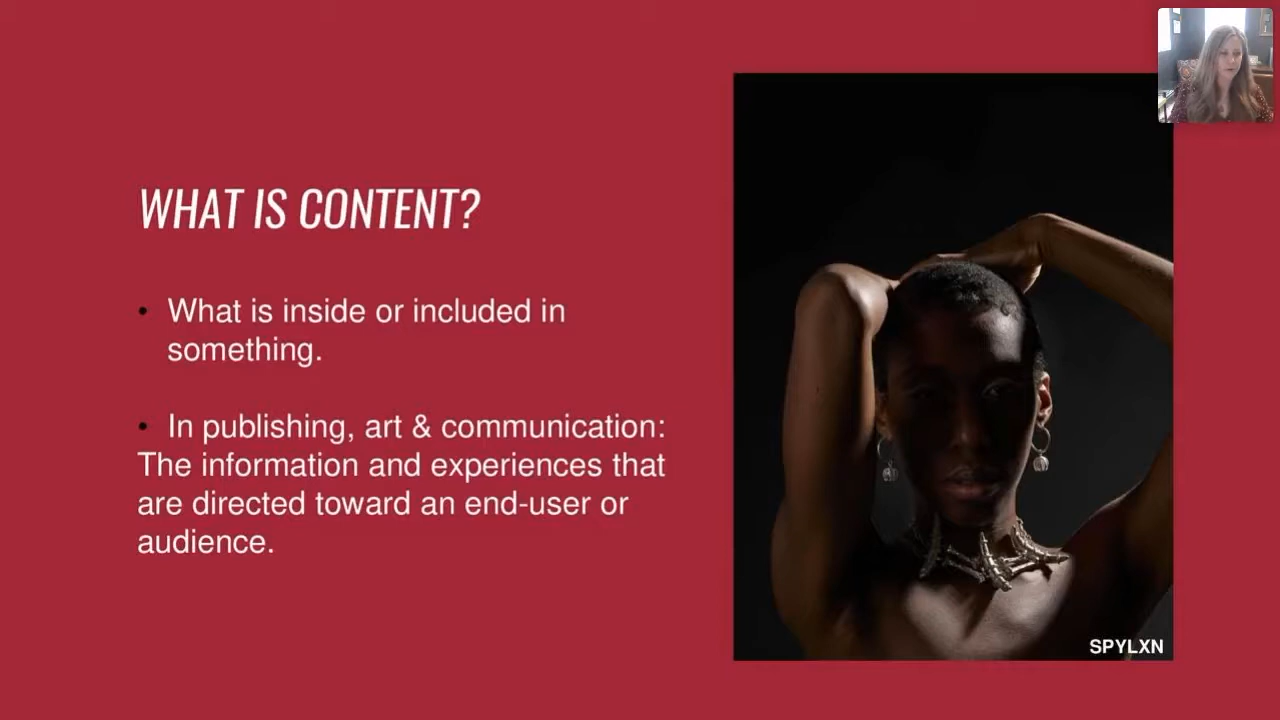 WHAT IS CONTENT?
• What is inside or included in
something.
• In publishing, art & communication:
The information and experiences that
are directed toward an end-user or
audience.
SPYLXN